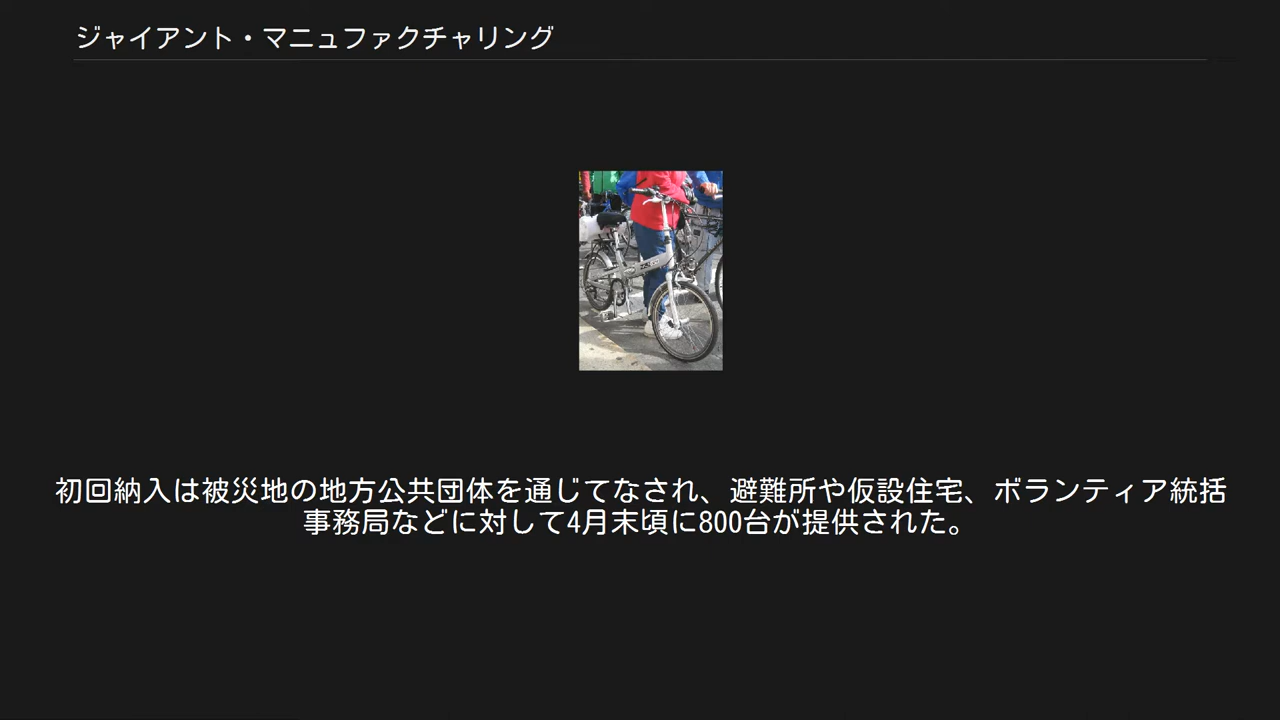 ジャイアント・マニュファクチャリング
初回納入は被災地の地方公共団体を通じてなされ、避難所や仮設住宅、ボランティア統括
事務局などに対して4月末頃に800台が提供された。